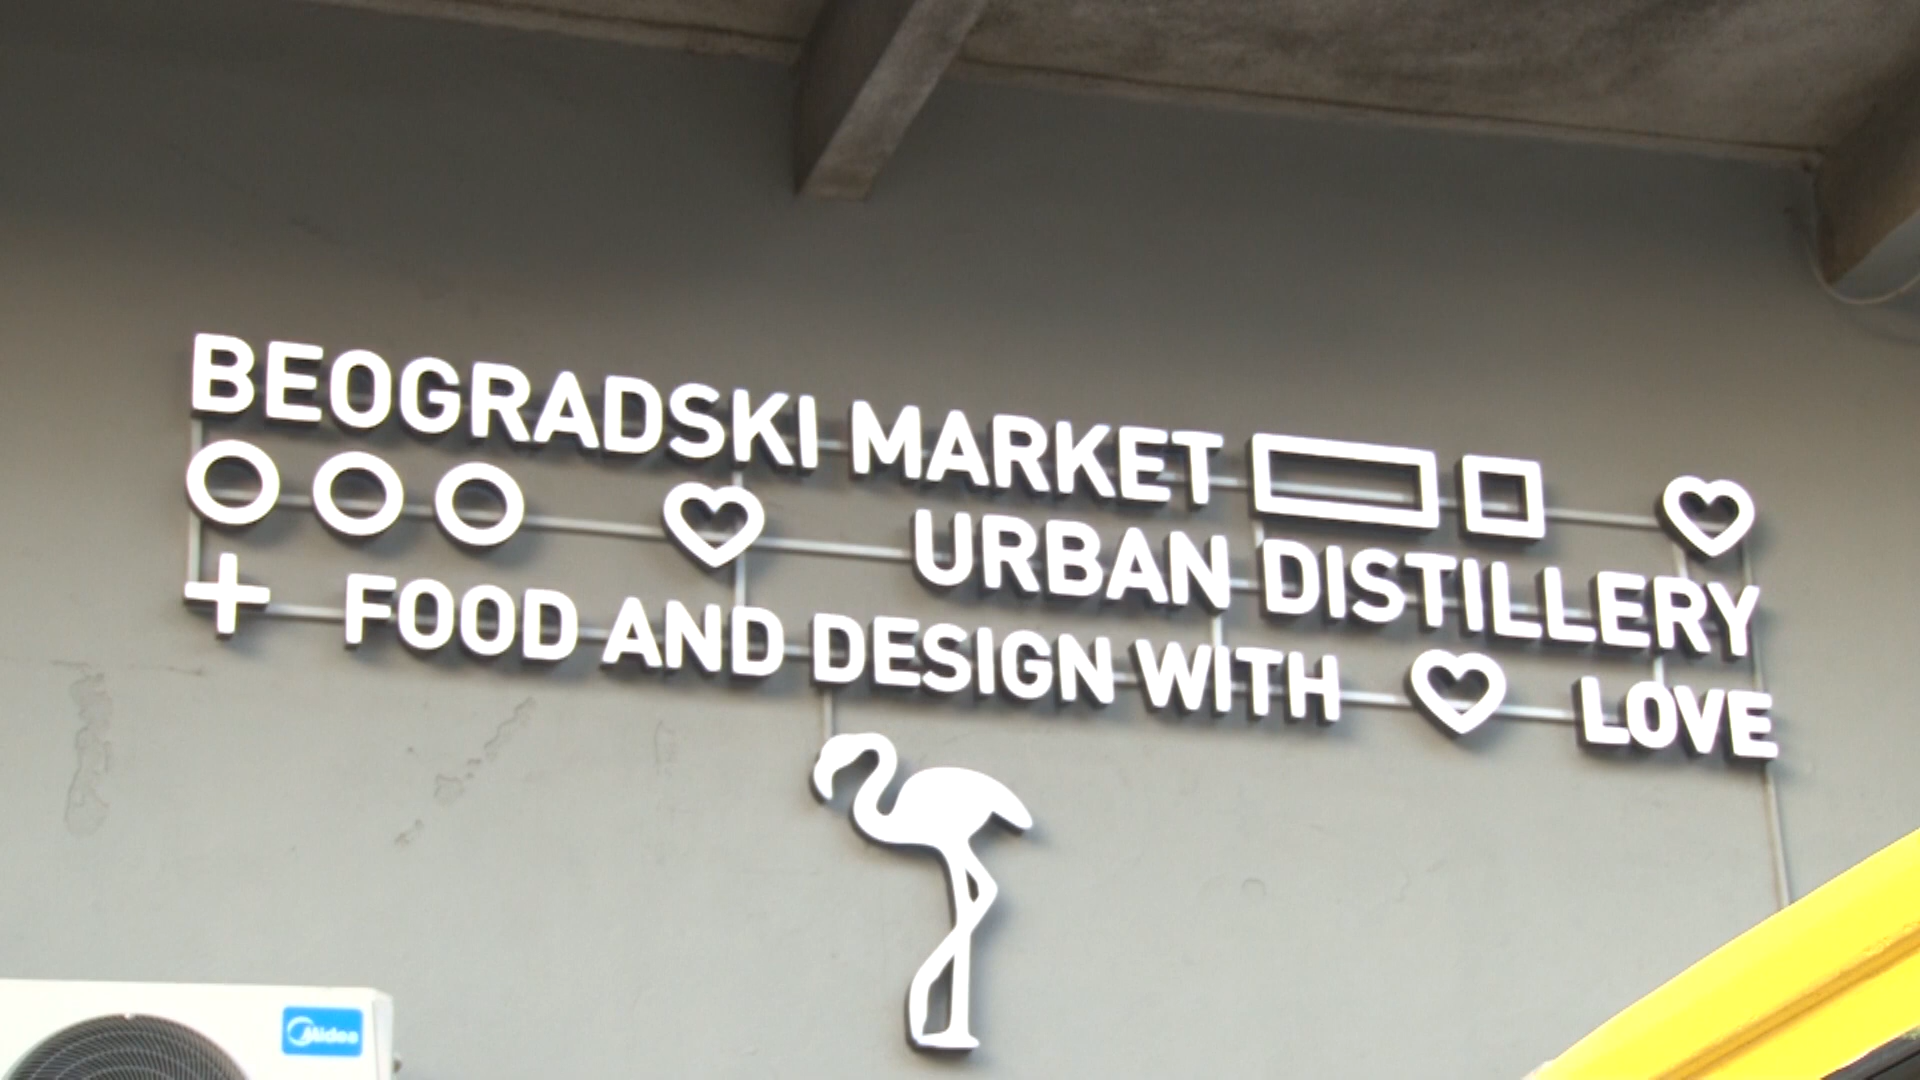 BEOGRADSKI MARKET
URBAN DISTILLERY
+ FOOD AND DESIGN WITH LOVE
Midea